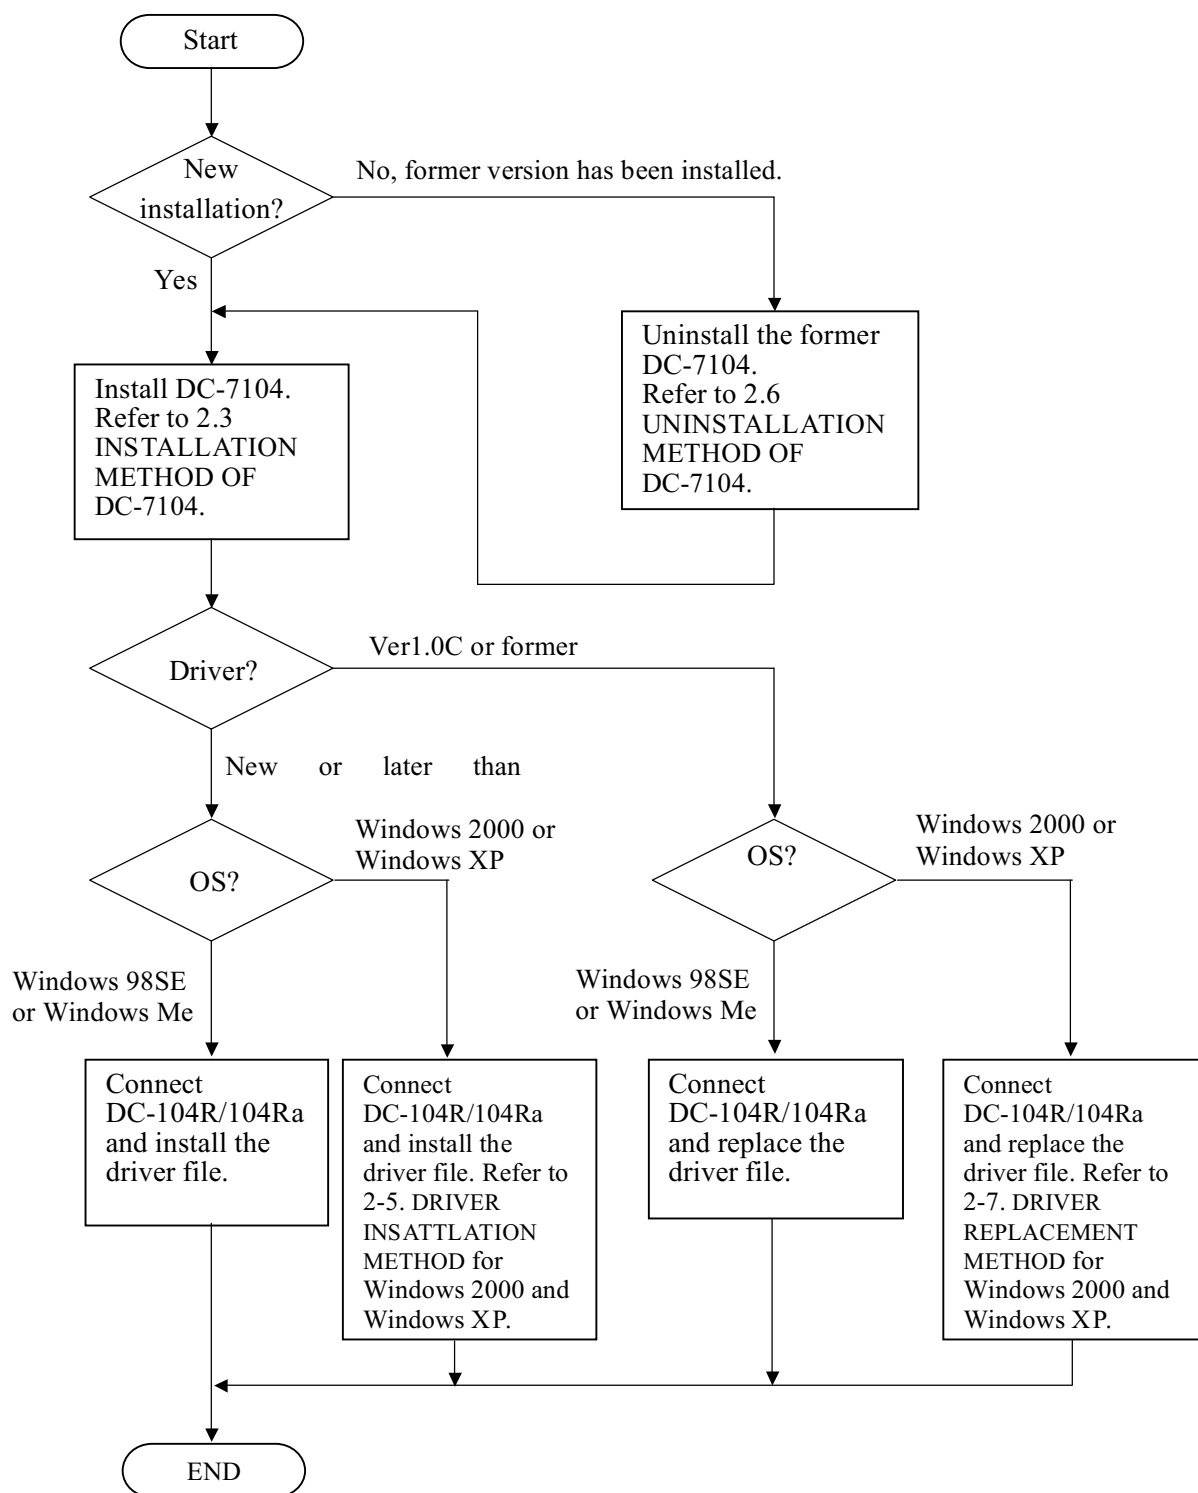 Start
New
installation?
No, former version has been installed.
Yes
Uninstall the former
DC-7104.
Refer to 2.6
UNINSTALLATION
METHOD OF
DC-7104.
Install DC-7104.
Refer to 2.3
INSTALLATION
METHOD OF
DC-7104.
Driver?
Ver1.0C or former
New or later than
OS?
Windows 2000 or
Windows XP
OS?
Windows 2000 or
Windows XP
Windows 98SE
or Windows Me
Windows 98SE
or Windows Me
Connect
DC-104R/104Ra
and install the
driver file.
Connect
DC-104R/104Ra
and install the
driver file. Refer to
2-5. DRIVER
INSATTLATION
METHOD for
Windows 2000 and
Windows XP.
Connect
DC-104R/104Ra
and replace the
driver file.
Connect
DC-104R/104Ra
and replace the
driver file. Refer to
2-7. DRIVER
REPLACEMENT
METHOD for
Windows 2000 and
Windows XP.
END